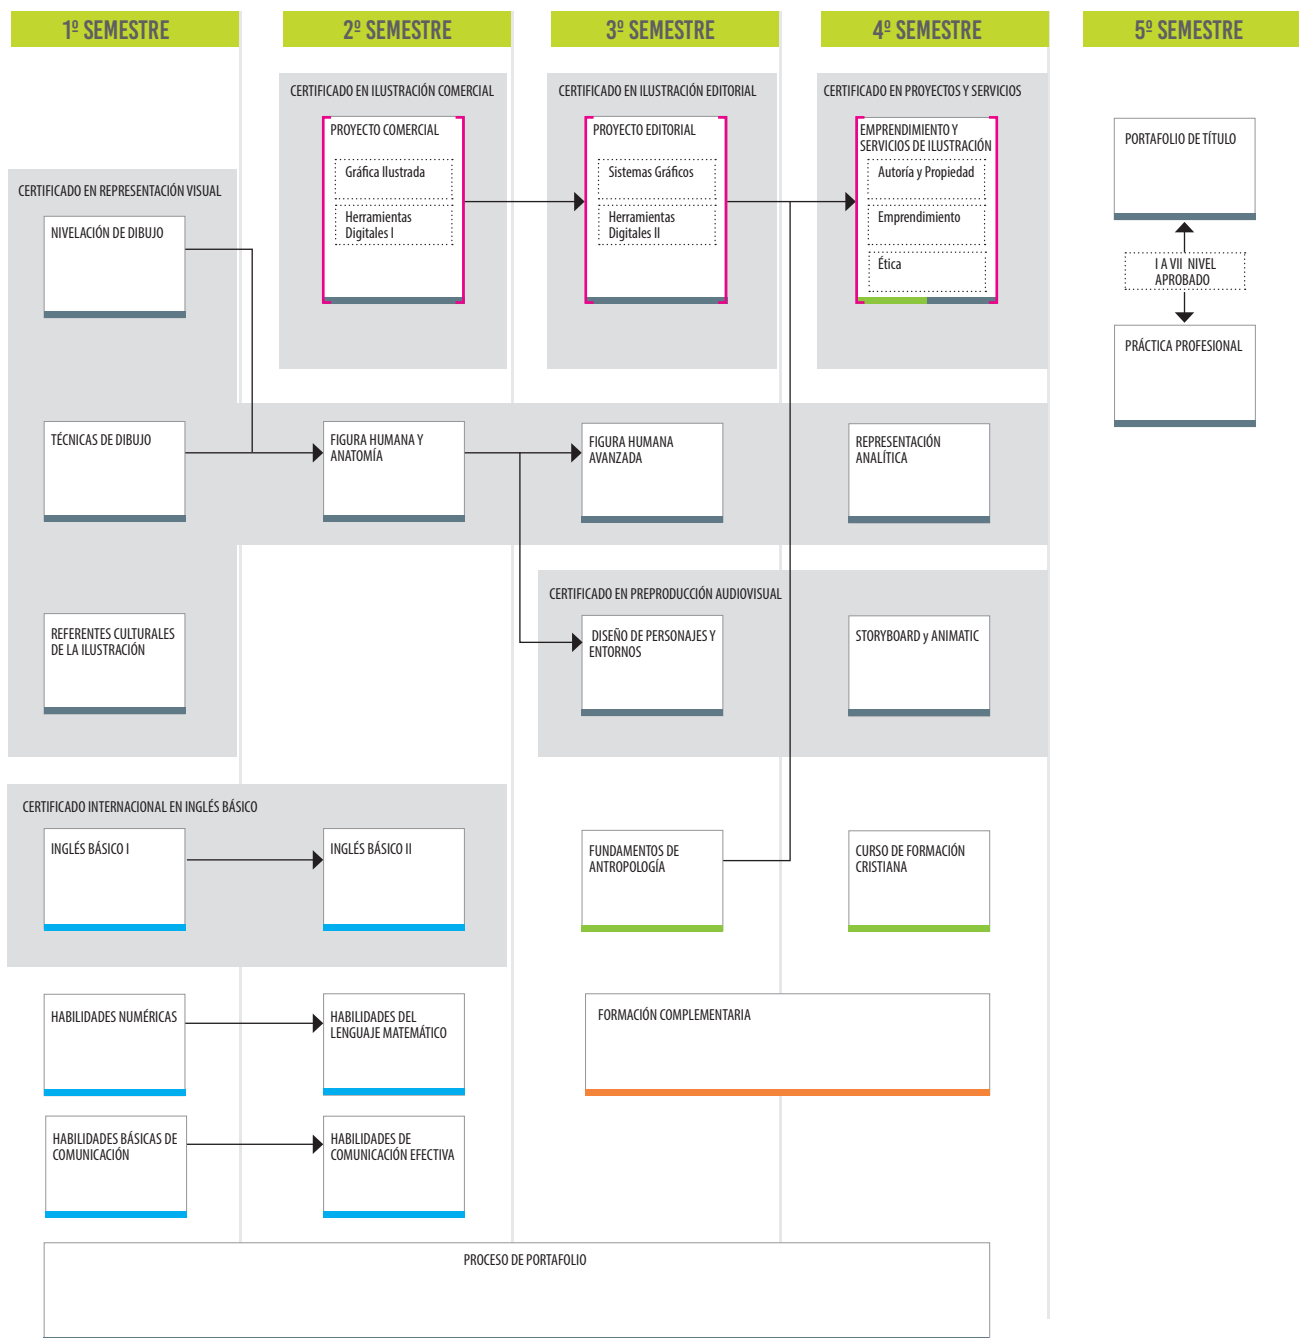 1º SEMESTRE
2º SEMESTRE
3º SEMESTRE
4º SEMESTRE
5º SEMESTRE
CERTIFICADO EN ILUSTRACIÓN COMERCIAL
CERTIFICADO EN ILUSTRACIÓN EDITORIAL
CERTIFICADO EN PROYECTOS Y SERVICIOS
PROYECTO COMERCIAL
Gráfica Ilustrada
Herramientas
Digitales I
PROYECTO EDITORIAL
Sistemas Gráficos
Herramientas
Digitales II
EMPRENDIMIENTO Y
SERVICIOS DE ILUSTRACIÓN
Autoría y Propiedad
Emprendimiento
Ética
PORTAFOLIO DE TÍTULO
I A VII NIVEL
APROBADO
PRÁCTICA PROFESIONAL
CERTIFICADO EN REPRESENTACIÓN VISUAL
NIVELACIÓN DE DIBUJO
TÉCNICAS DE DIBUJO
FIGURA HUMANA Y
ANATOMÍA
FIGURA HUMANA
AVANZADA
REPRESENTACIÓN
ANALÍTICA
CERTIFICADO EN PREPRODUCCIÓN AUDIOVISUAL
REFERENTES CULTURALES
DE LA ILUSTRACIÓN
DISEÑO DE PERSONAJES Y
ENTORNOS
STORYBOARD y ANIMATIC
CERTIFICADO INTERNACIONAL EN INGLÉS BÁSICO
INGLÉS BÁSICO I
INGLÉS BÁSICO II
FUNDAMENTOS DE
ANTROPOLOGÍA
CURSO DE FORMACIÓN
CRISTIANA
HABILIDADES NUMÉRICAS
HABILIDADES DEL
LENGUAJE MATEMÁTICO
FORMACIÓN COMPLEMENTARIA
HABILIDADES BÁSICAS DE
COMUNICACIÓN
HABILIDADES DE
COMUNICACIÓN EFECTIVA
PROCESO DE PORTAFOLIO